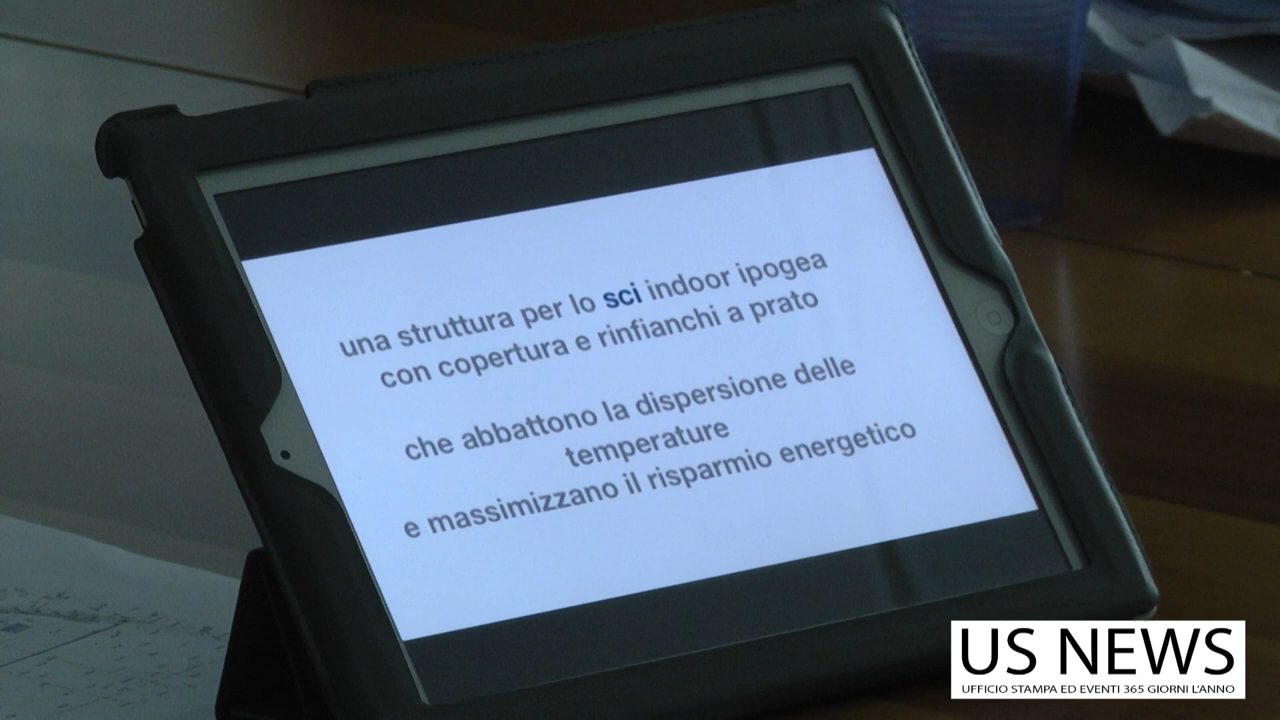 una struttura per lo sci indoor ipogea
con copertura e rinfianchi a prato
che abbattono la dispersione delle
temperature
e massimizzano il risparmio energetico
US NEWS
UFFICIO STAMPA ED EVENTI 365 GIORNI L'ANNO